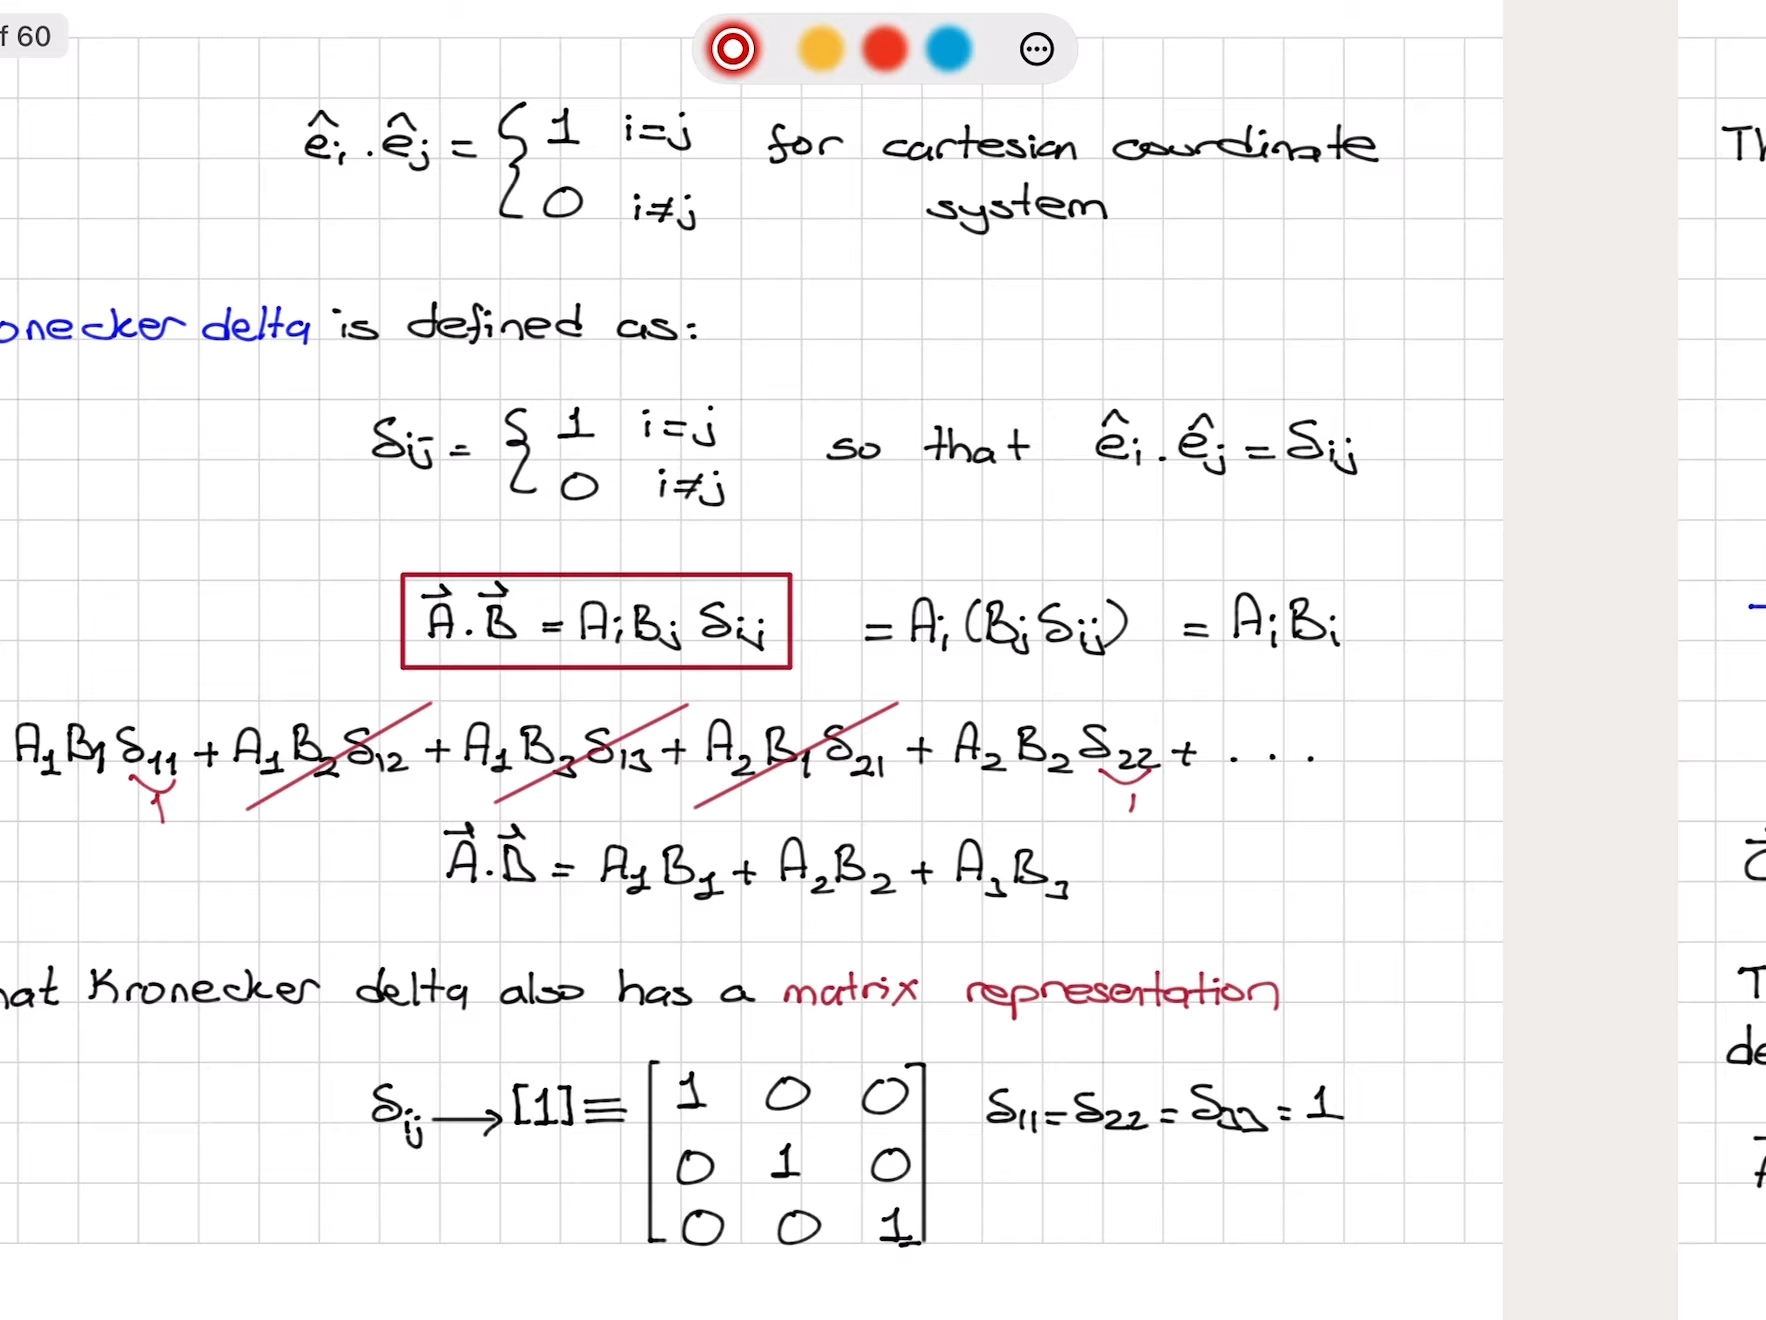 f 60
ê_i . ê_j = { 1 i=j for cartesian coordinate
0 i≠j system
onecker delta is defined as:
δ_ij = { 1 i=j so that ê_i . ê_j = δ_ij
0 i≠j
A⃗ . B⃗ = A_i B_j δ_ij = A_i (B_j δ_ij) = A_i B_i
A_1 B_1 δ_11 + A_1 B_2 δ_12 + A_1 B_3 δ_13 + A_2 B_1 δ_21 + A_2 B_2 δ_22 + . . .
1 1
A⃗ . B⃗ = A_1 B_1 + A_2 B_2 + A_3 B_3
hat Kronecker delta also has a matrix representation
δ_ij → [1] ≡ [ 1 0 0 δ_11 = δ_22 = δ_33 = 1
0 1 0
0 0 1 ]
Th
T
de